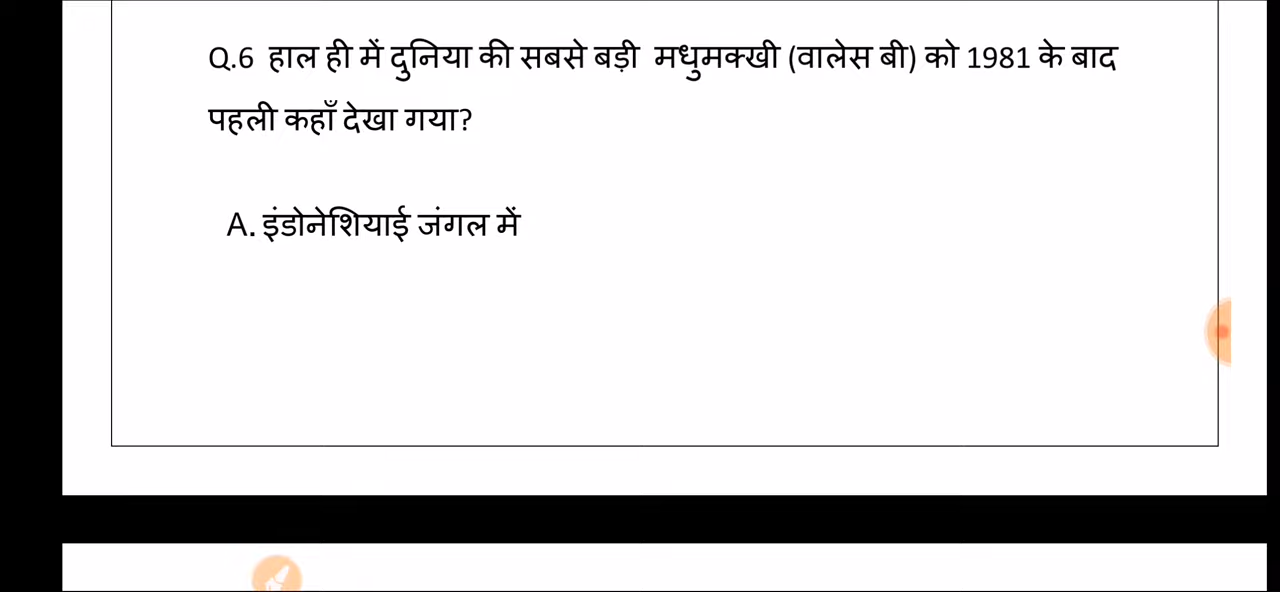 Q.6 हाल ही में दुनिया की सबसे बड़ी मधुमक्खी (वालेस बी) को 1981 के बाद
पहली कहाँ देखा गया?
A. इंडोनेशियाई जंगल में